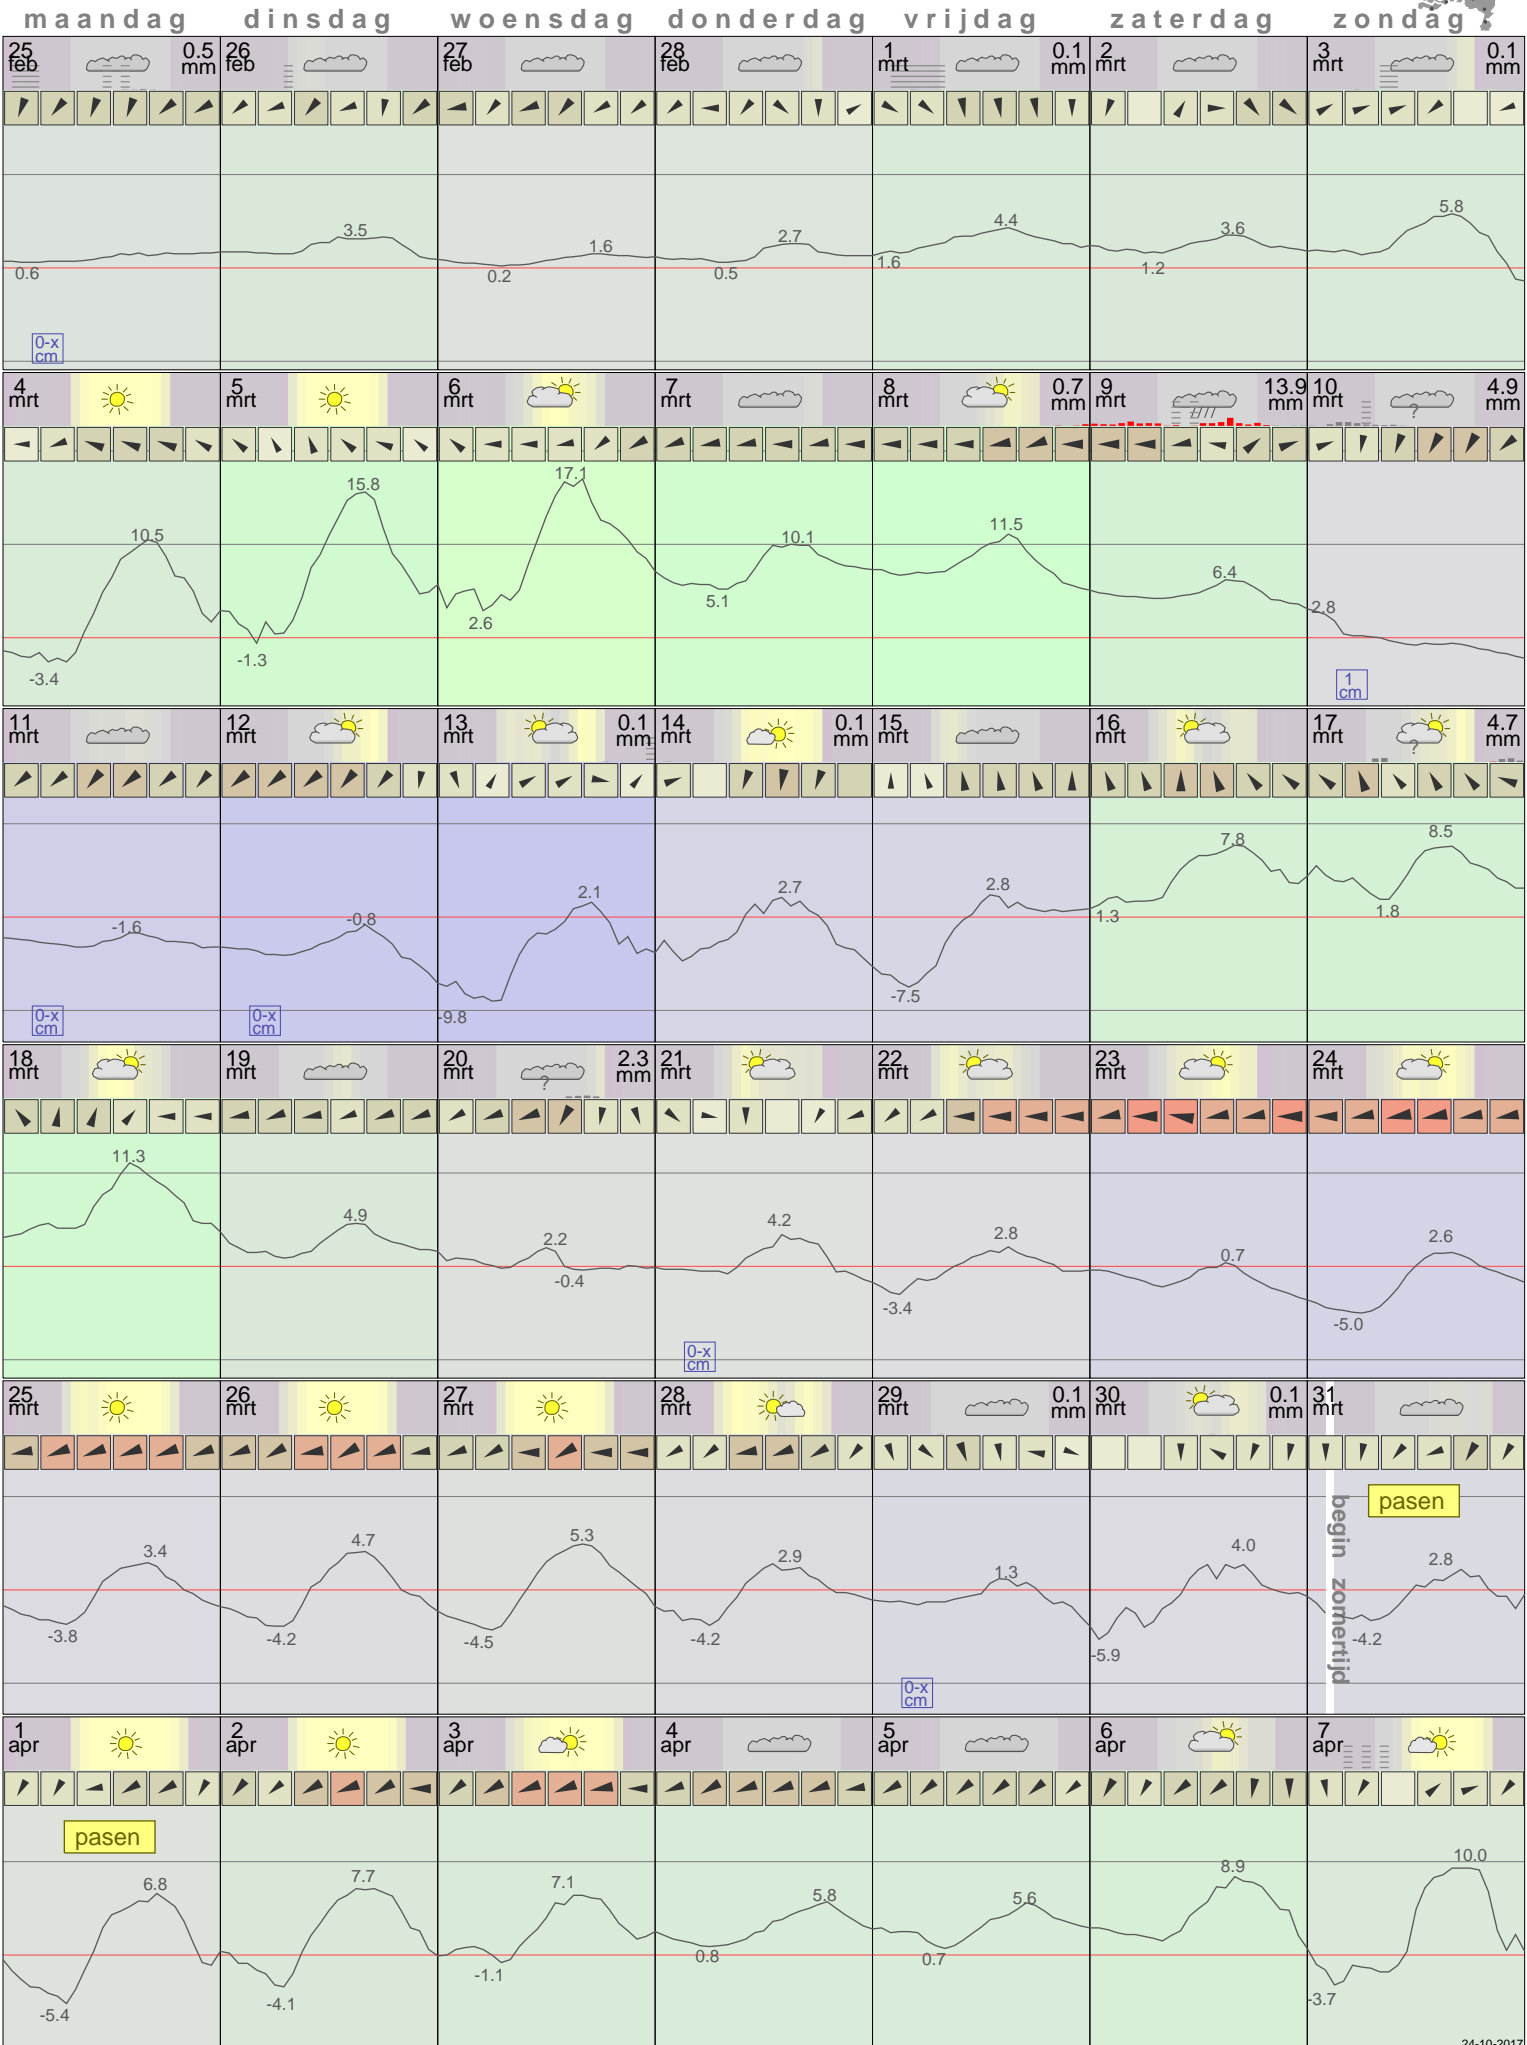 maandag dinsdag woensdag donderdag vrijdag zaterdag zondag
25 feb 0.5 mm
0.6
0-x cm
26 feb
3.5
27 feb
0.2 1.6
28 feb
0.5 2.7
1 mrt 0.1 mm
1.6 4.4
2 mrt
1.2 3.6
3 mrt 0.1 mm
5.8
4 mrt
-3.4 10.5
5 mrt
-1.3 15.8
6 mrt
2.6 17.1
7 mrt
5.1 10.1
8 mrt 0.7 mm
11.5
9 mrt 13.9
6.4
10 mrt ? 4.9 mm
2.8
1 cm
11 mrt
-1.6
0-x cm
12 mrt
-0.8
0-x cm
13 mrt 0.1 mm
-9.8 2.1
14 mrt 0.1 mm
2.7
15 mrt
-7.5 2.8
16 mrt
1.3 7.8
17 mrt ? 4.7 mm
1.8 8.5
18 mrt
11.3
19 mrt
4.9
20 mrt ? 2.3 mm
2.2 -0.4
21 mrt
4.2
0-x cm
22 mrt
-3.4 2.8
23 mrt
0.7
24 mrt
-5.0 2.6
25 mrt
-3.8 3.4
26 mrt
-4.2 4.7
27 mrt
-4.5 5.3
28 mrt
-4.2 2.9
29 mrt 0.1 mm
1.3
0-x cm
30 mrt 0.1 mm
-5.9 4.0
31 mrt
pasen
begin zomertijd
-4.2 2.8
1 apr
pasen
-5.4 6.8
2 apr
-4.1 7.7
3 apr
-1.1 7.1
4 apr
0.8 5.8
5 apr
0.7 5.6
6 apr
8.9
7 apr
-3.7 10.0
24-10-2017